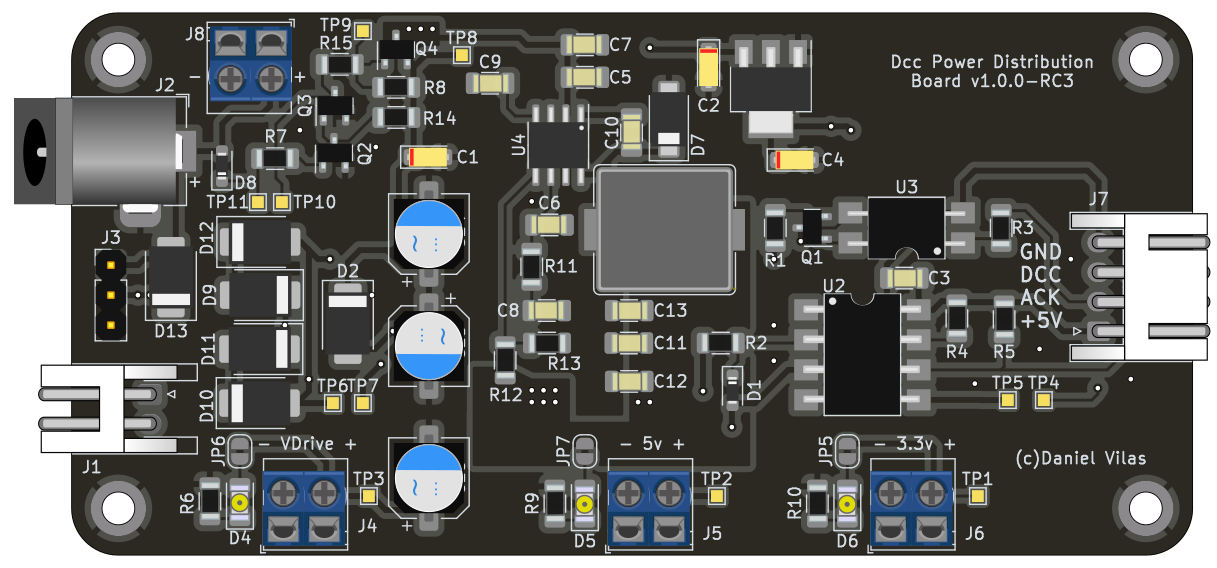 J8
TP9
R15
Q4
TP8
C7
C9
C5
Dcc Power Distribution
Board v1.0.0-RC3
J2
-
+
Q3
R8
R14
C2
R7
Q2
C1
U4
C10
D7
C4
+
D8
TP11
TP10
U3
J7
C6
D12
J3
R1
Q1
R3
GND
DCC
ACK
+5V
+
D2
R11
C3
D9
+
U2
C8
C13
D13
D11
R13
C11
R2
R4
R5
R12
C12
D1
D10
TP6
TP7
TP5
TP4
J1
JP6
- VDrive +
JP7
- 5v +
JP5
- 3.3v +
(c)Daniel Vilas
R6
TP3
R9
TP2
R10
TP1
D4
J4
+
D5
J5
D6
J6